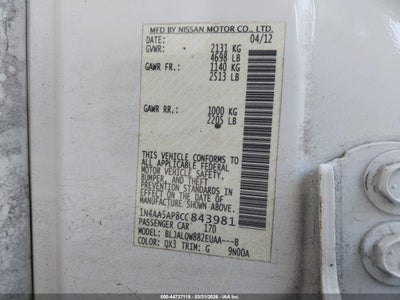 MFD BY NISSAN MOTOR CO., LTD.
DATE: 04/12
GVWR: 2131 KG
4698 LB
GAWR FR.: 1140 KG
2513 LB
GAWR RR.: 1000 KG
2205 LB
THIS VEHICLE CONFORMS TO
ALL APPLICABLE FEDERAL
MOTOR VEHICLE SAFETY,
BUMPER, AND THEFT
PREVENTION STANDARDS IN
EFFECT ON THE DATE OF
MANUFACTURE SHOWN ABOVE.
1N4AA5AP8CC843981
PASSENGER CAR 170
MODEL: BLJALQW882EUAA----B
COLOR: QX3 TRIM: G 9N00A
© IAA 000-44737118 - 03/31/2026 - CDATA